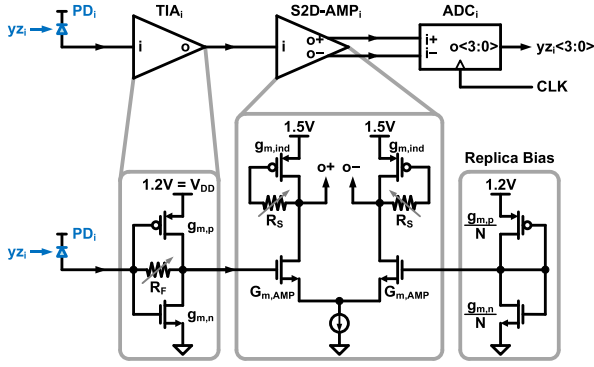 PDi TIAi S2D-AMPi ADCi
yzi i o i o+ o− i+ i− o<3:0> yzi<3:0>
CLK
1.5V 1.5V
gm,ind gm,ind
o+ o−
RS RS
Replica Bias
1.2V = VDD 1.2V
gm,p gm,p/N
PDi
yzi
RF
Gm,AMP Gm,AMP
gm,n gm,n/N